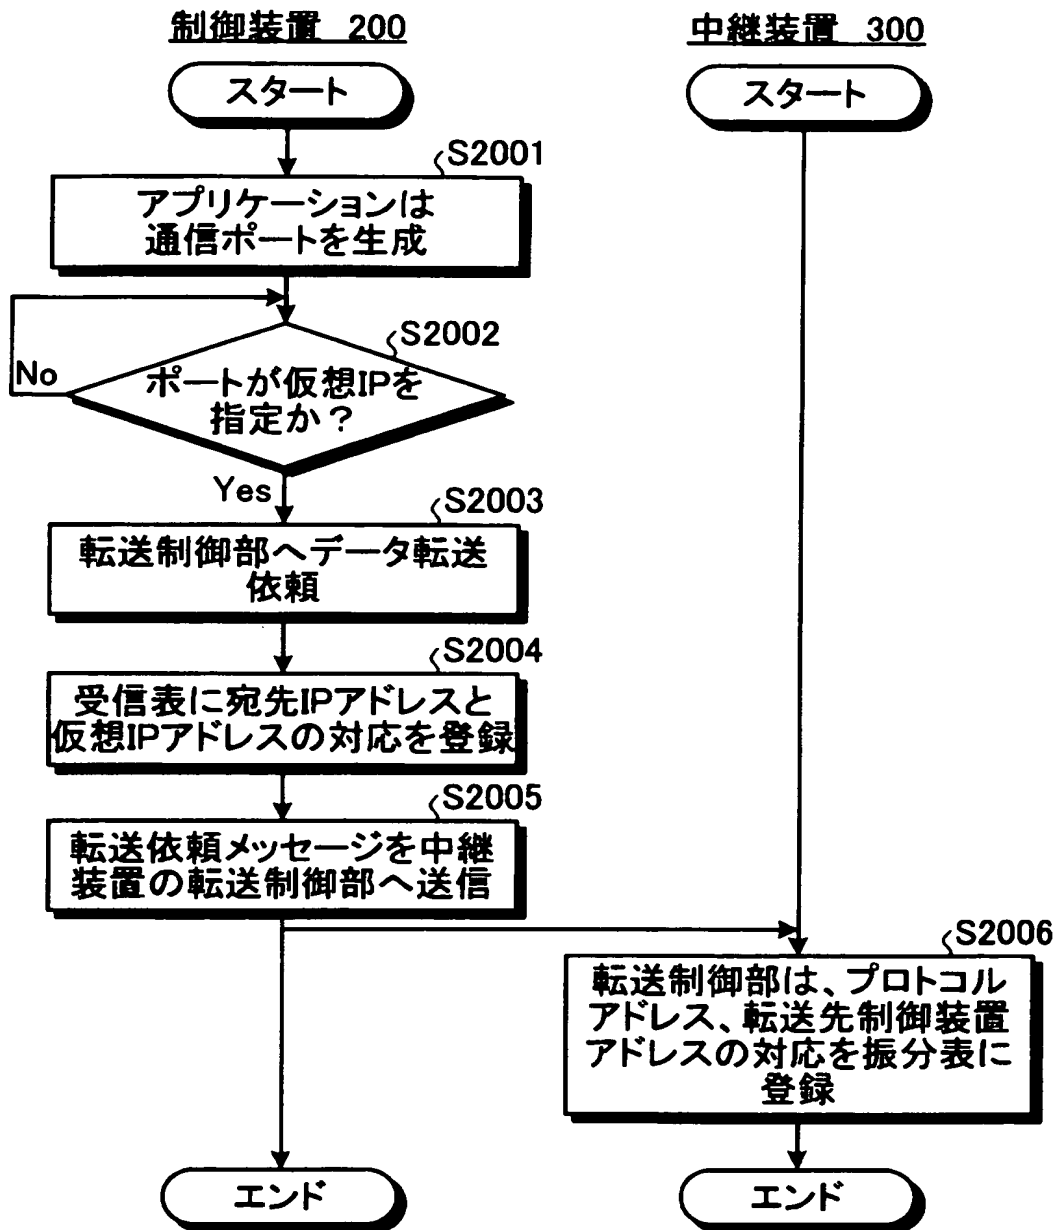 制御装置 200
スタート
S2001
アプリケーションは
通信ポートを生成
S2002
No
ポートが仮想IPを
指定か？
Yes
S2003
転送制御部へデータ転送
依頼
S2004
受信表に宛先IPアドレスと
仮想IPアドレスの対応を登録
S2005
転送依頼メッセージを中継
装置の転送制御部へ送信
エンド
中継装置 300
スタート
S2006
転送制御部は、プロトコル
アドレス、転送先制御装置
アドレスの対応を振分表に
登録
エンド